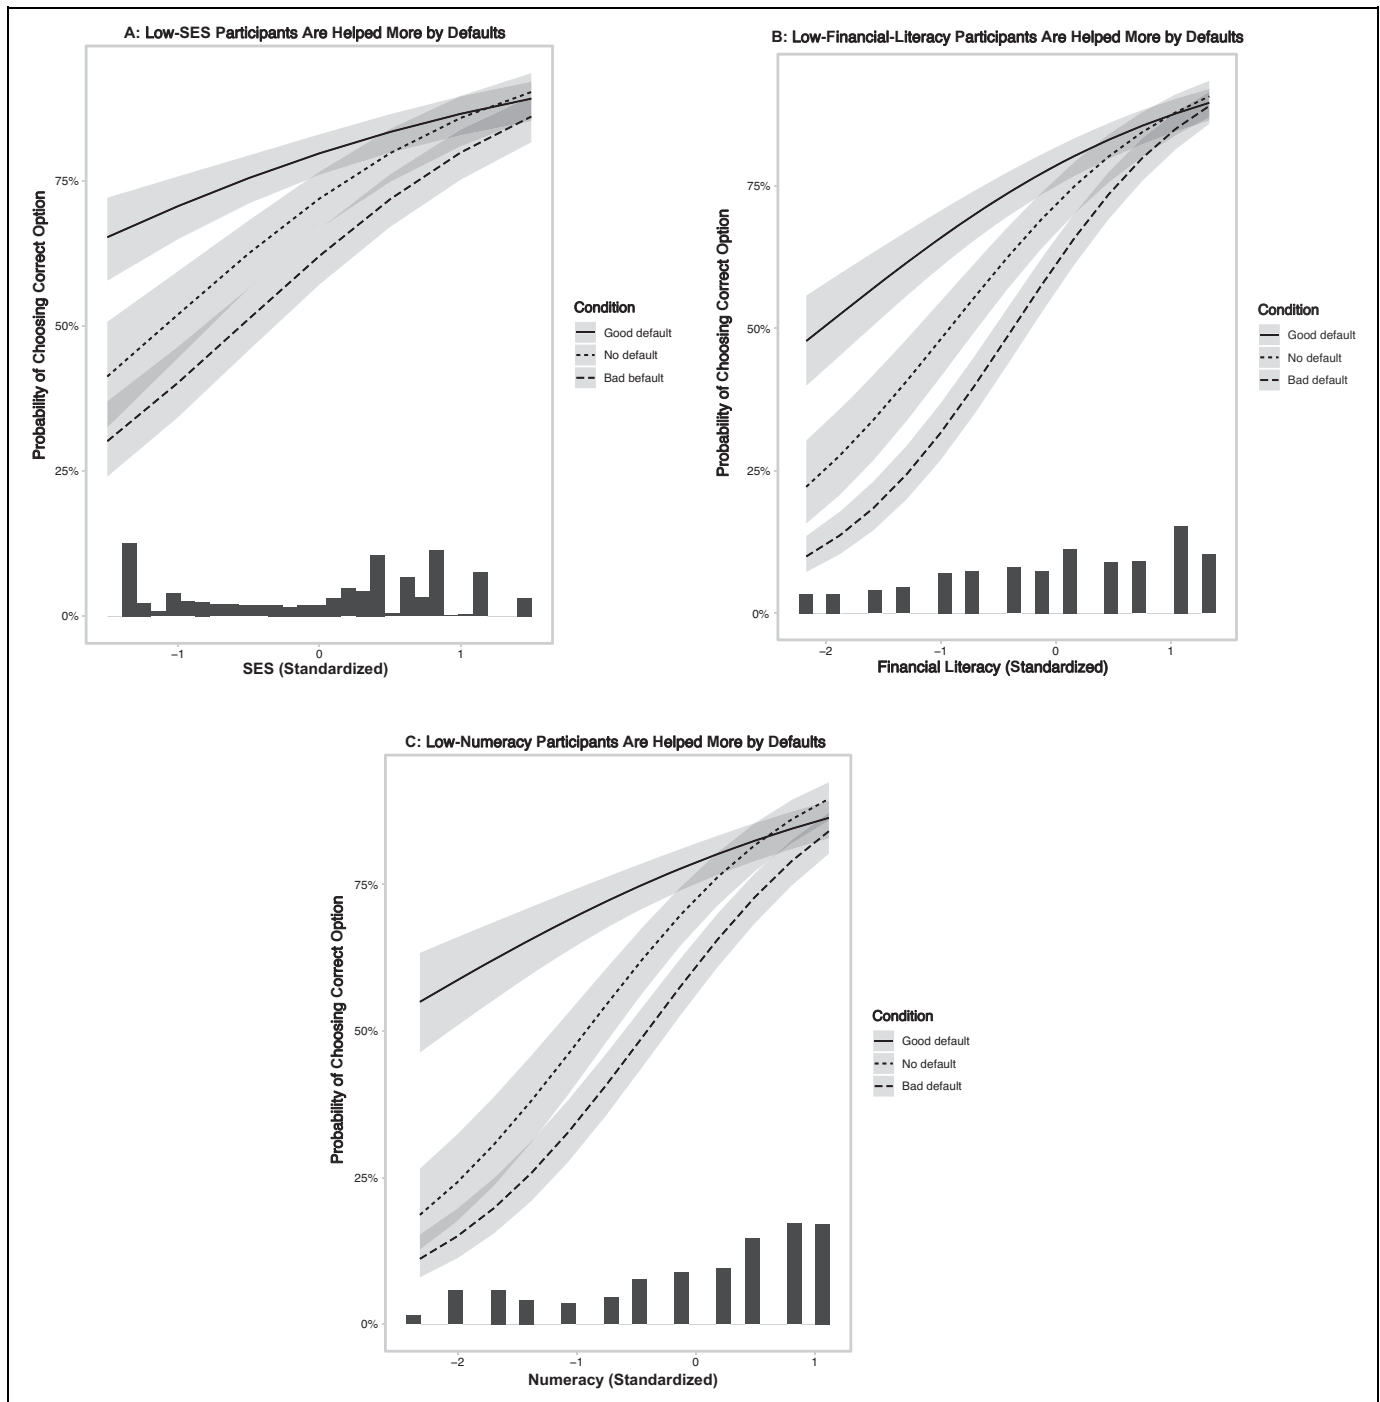 A: Low-SES Participants Are Helped More by Defaults
Probability of Choosing Correct Option
75%
50%
25%
0%
−1
0
1
SES (Standardized)
Condition
Good default
No default
Bad befault
B: Low-Financial-Literacy Participants Are Helped More by Defaults
Probability of Choosing Correct Option
75%
50%
25%
0%
−2
−1
0
1
Financial Literacy (Standardized)
Condition
Good default
No default
Bad default
C: Low-Numeracy Participants Are Helped More by Defaults
Probability of Choosing Correct Option
75%
50%
25%
0%
−2
−1
0
1
Numeracy (Standardized)
Condition
Good default
No default
Bad default